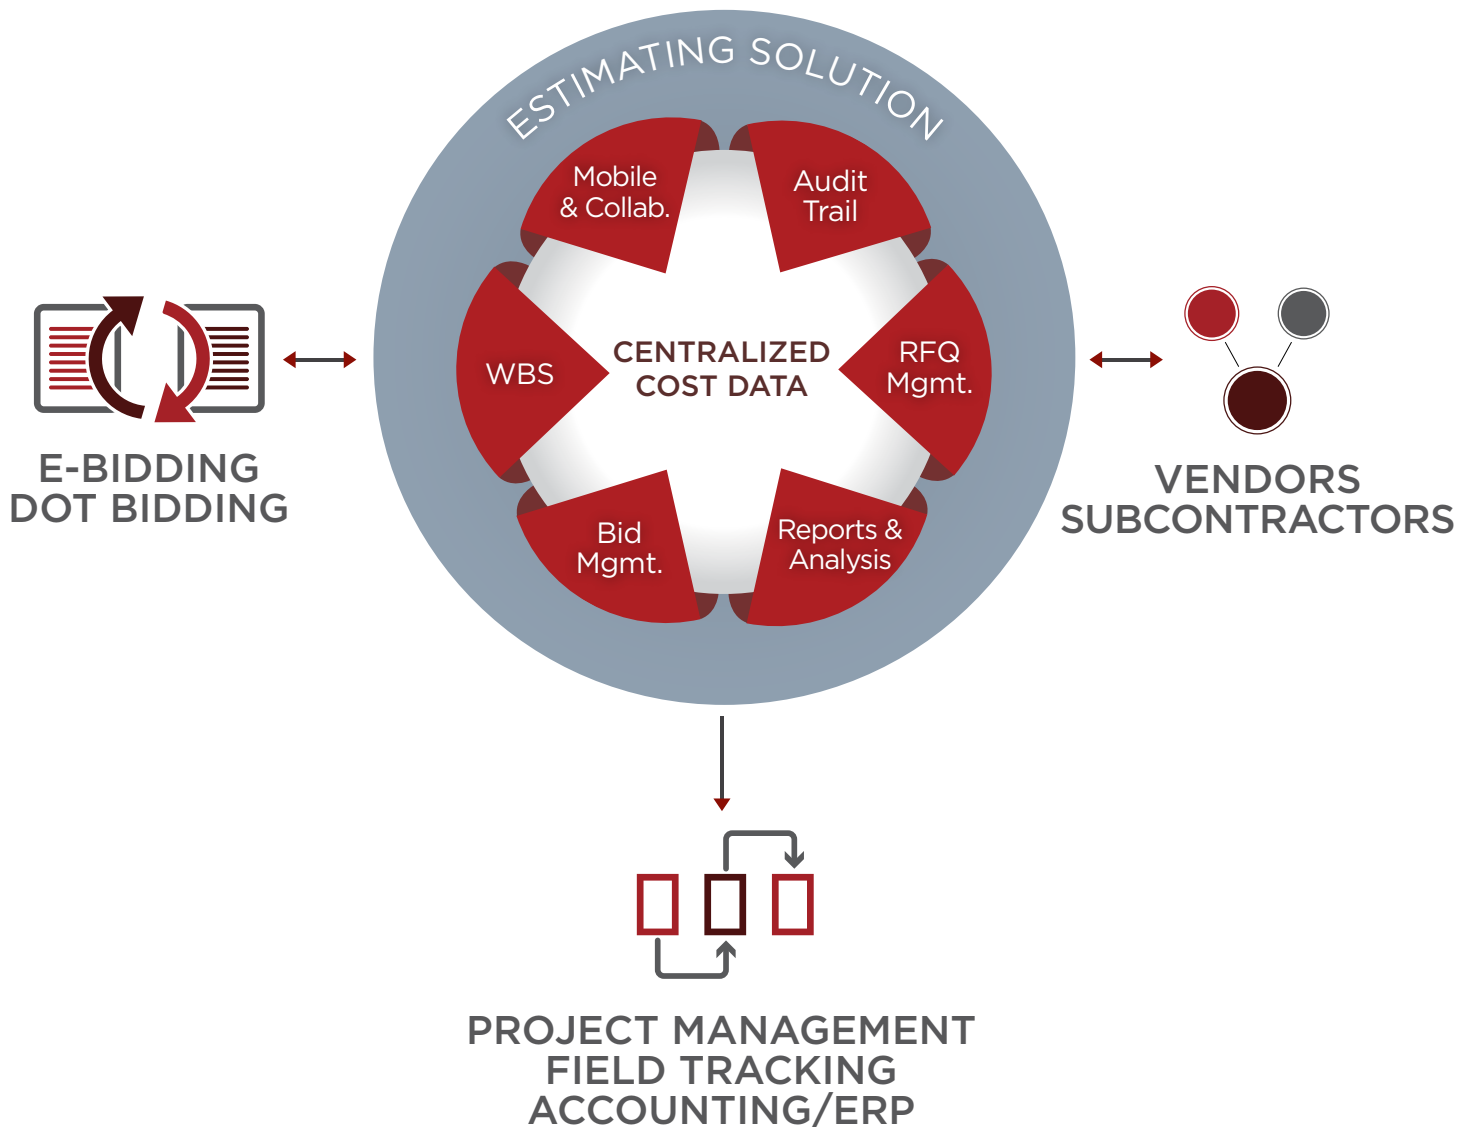 ESTIMATING SOLUTION
Mobile
& Collab.
Audit
Trail
WBS
CENTRALIZED
COST DATA
RFQ
Mgmt.
Bid
Mgmt.
Reports &
Analysis
E-BIDDING
DOT BIDDING
VENDORS
SUBCONTRACTORS
PROJECT MANAGEMENT
FIELD TRACKING
ACCOUNTING/ERP